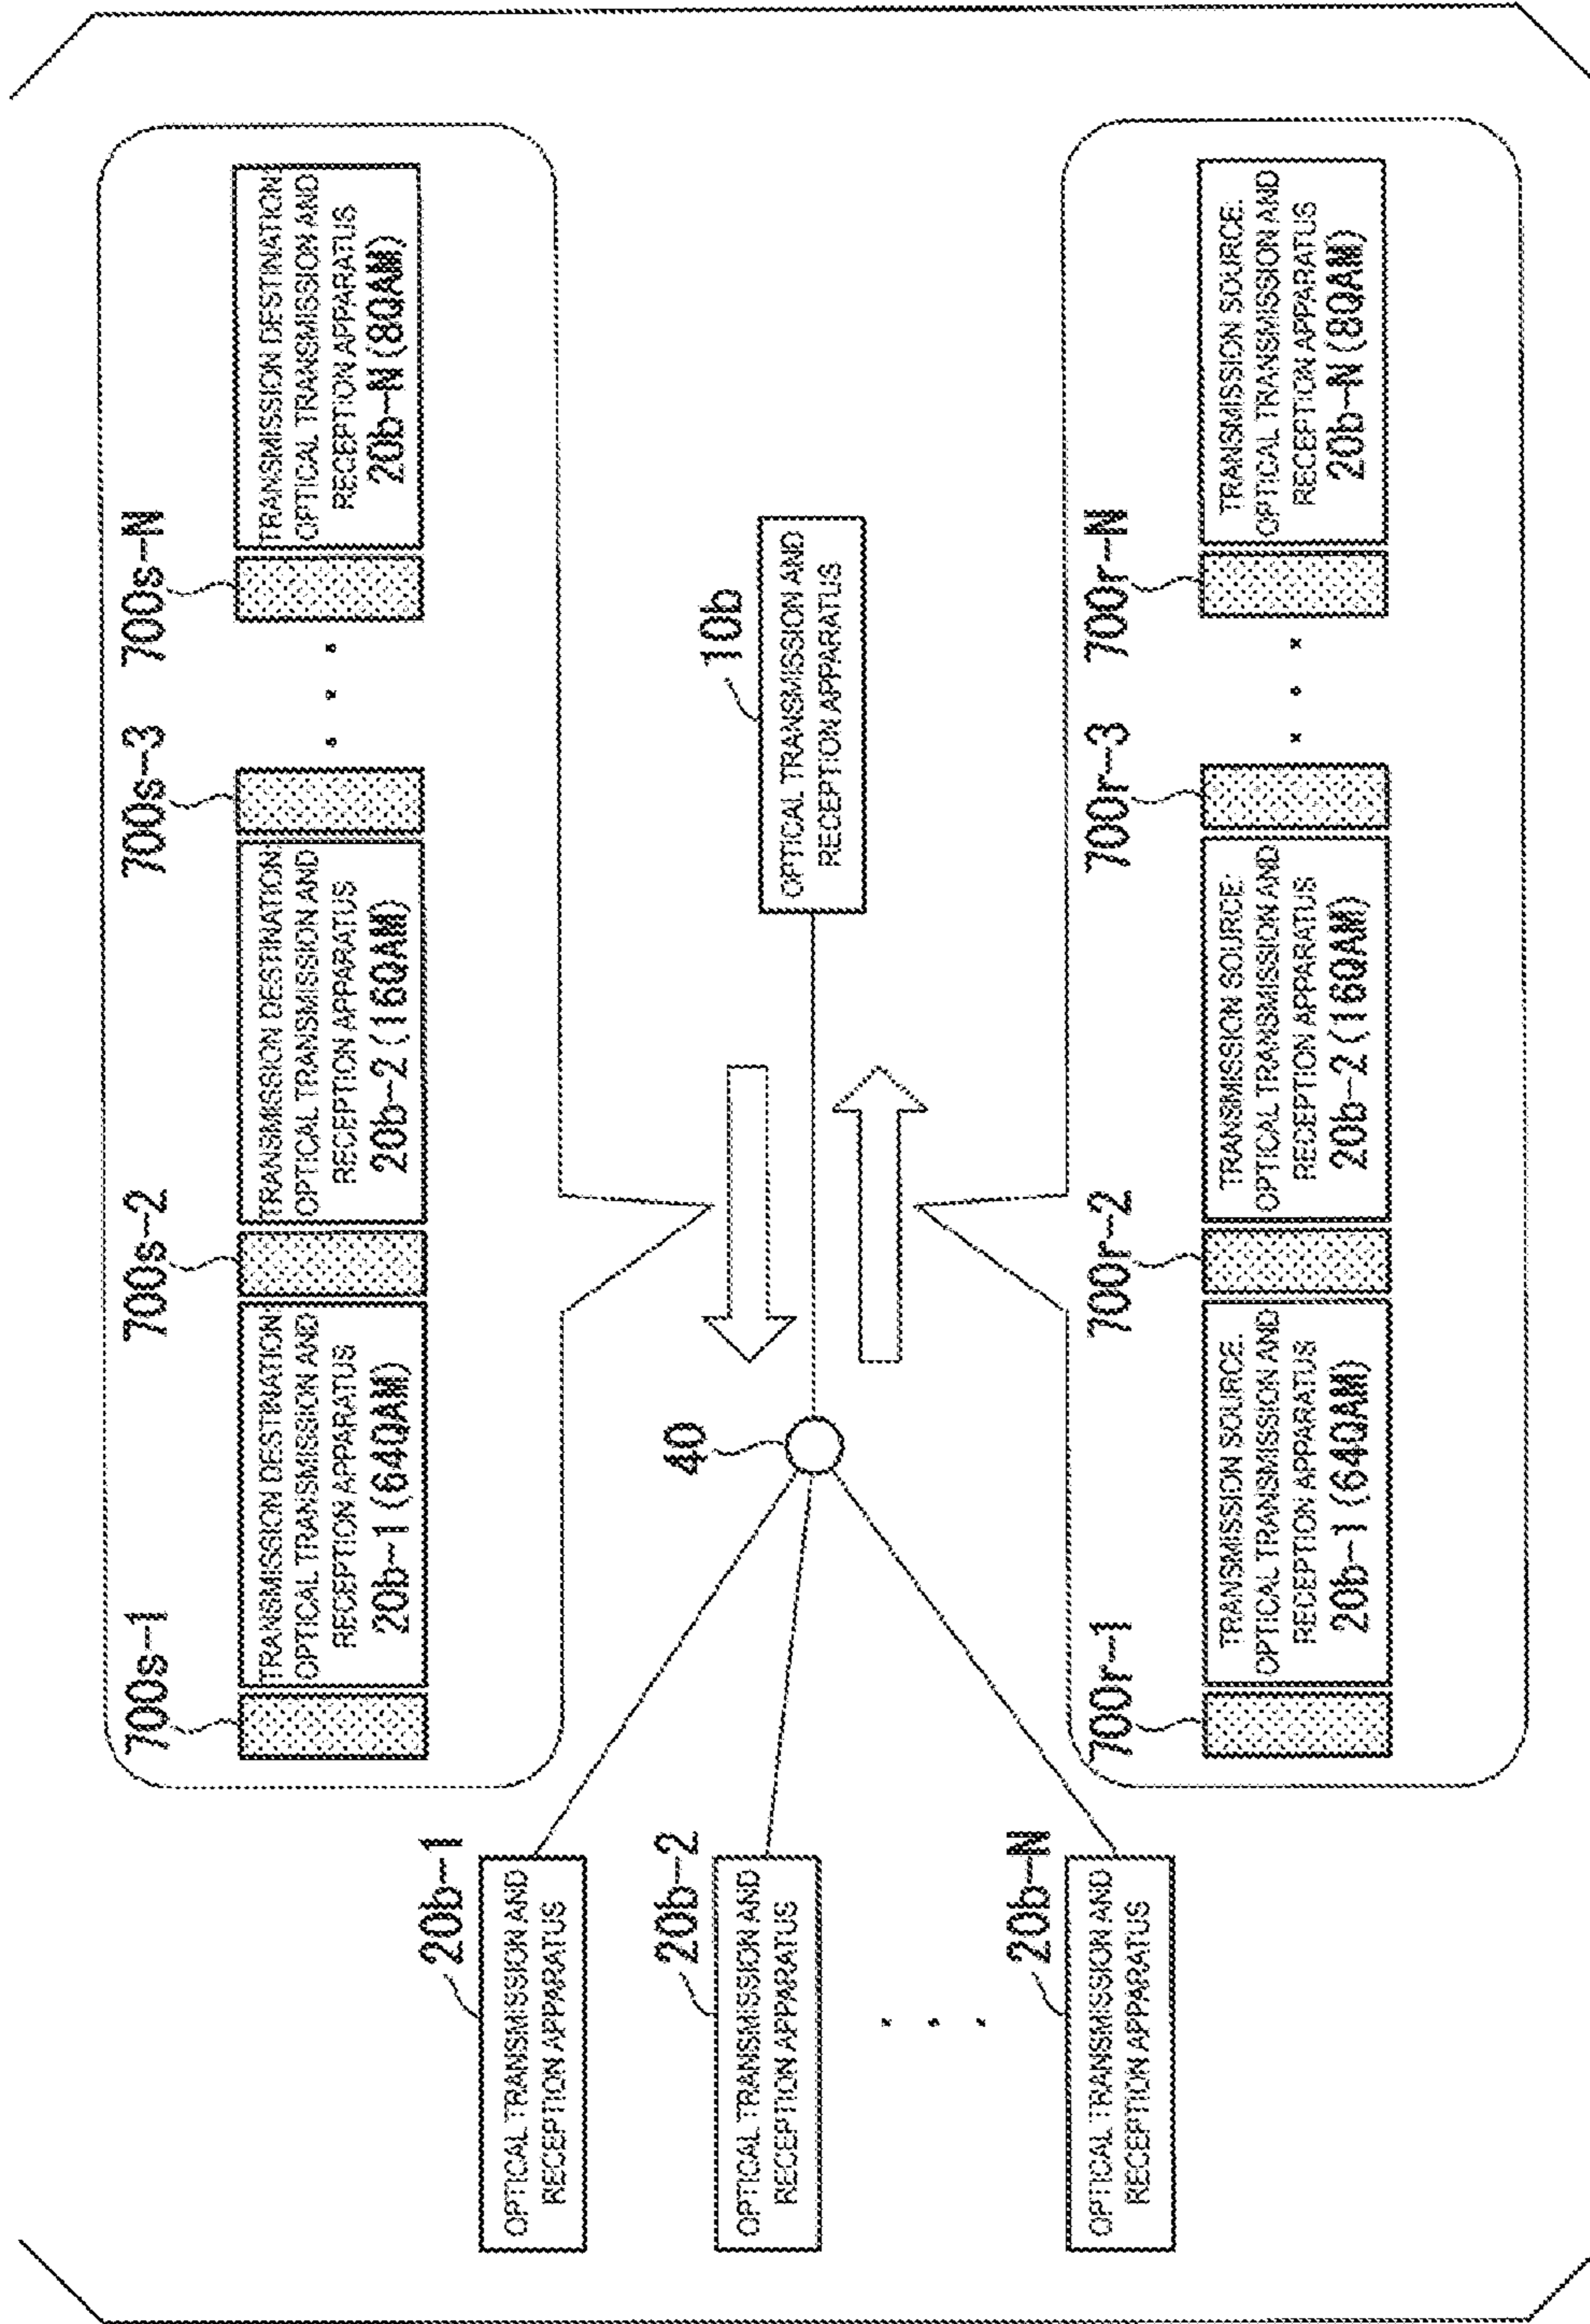 700s-1
700s-2
700s-3
700s-N
TRANSMISSION DESTINATION:
OPTICAL TRANSMISSION AND
RECEPTION APPARATUS
20b-1 (64QAM)
TRANSMISSION DESTINATION:
OPTICAL TRANSMISSION AND
RECEPTION APPARATUS
20b-2 (16QAM)
. . .
TRANSMISSION DESTINATION:
OPTICAL TRANSMISSION AND
RECEPTION APPARATUS
20b-N (8QAM)
20b-1
OPTICAL TRANSMISSION AND
RECEPTION APPARATUS
20b-2
OPTICAL TRANSMISSION AND
RECEPTION APPARATUS
. . .
20b-N
OPTICAL TRANSMISSION AND
RECEPTION APPARATUS
40
10b
OPTICAL TRANSMISSION AND
RECEPTION APPARATUS
700r-1
700r-2
700r-3
700r-N
TRANSMISSION SOURCE:
OPTICAL TRANSMISSION AND
RECEPTION APPARATUS
20b-1 (64QAM)
TRANSMISSION SOURCE:
OPTICAL TRANSMISSION AND
RECEPTION APPARATUS
20b-2 (16QAM)
. . .
TRANSMISSION SOURCE:
OPTICAL TRANSMISSION AND
RECEPTION APPARATUS
20b-N (8QAM)